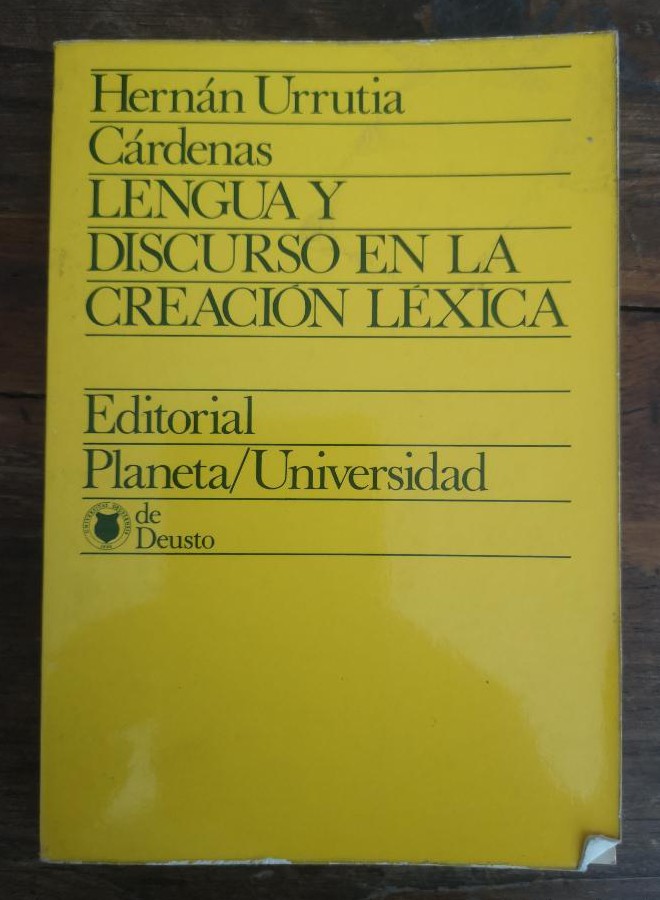 Hernán Urrutia
Cárdenas
LENGUA Y
DISCURSO EN LA
CREACIÓN LÉXICA
Editorial
Planeta/Universidad
de
Deusto